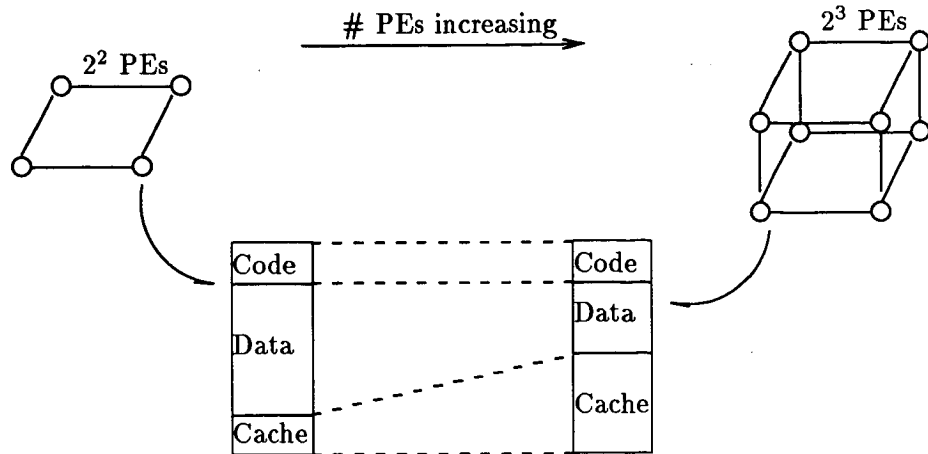 # PEs increasing
2² PEs
2³ PEs
Code
Code
Data
Data
Cache
Cache